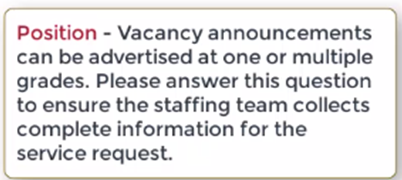 Position - Vacancy announcements
can be advertised at one or multiple
grades. Please answer this question
to ensure the staffing team collects
complete information for the
service request.